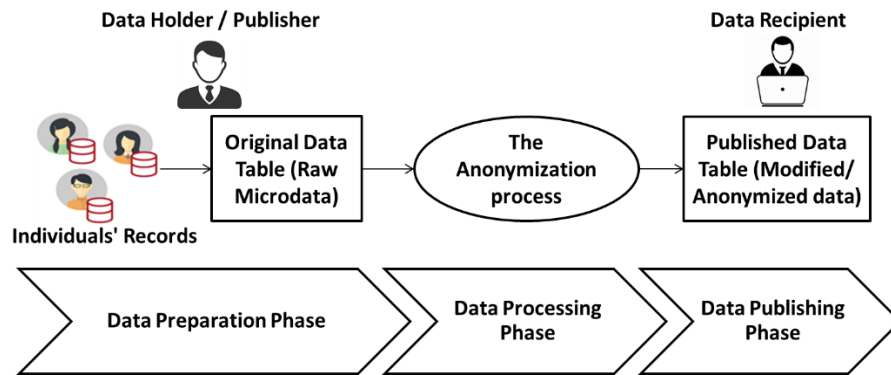 Data Holder / Publisher
Data Recipient
Original Data
Table (Raw
Microdata)
The
Anonymization
process
Published Data
Table (Modified/
Anonymized data)
Individuals' Records
Data Preparation Phase
Data Processing
Phase
Data Publishing
Phase